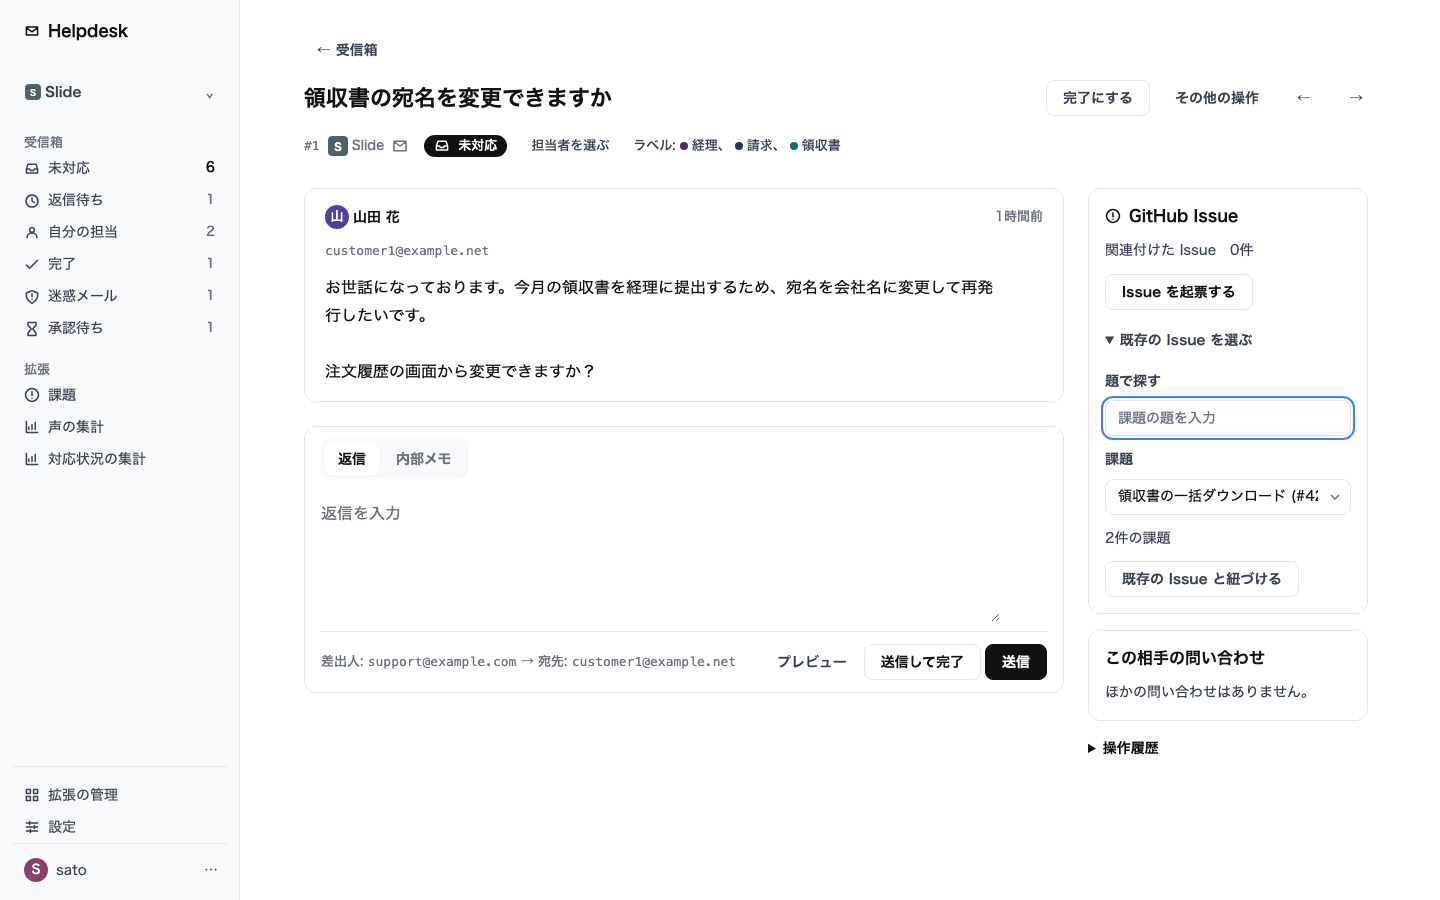 Helpdesk
S Slide
受信箱
未対応 6
返信待ち 1
自分の担当 2
完了 1
迷惑メール 1
承認待ち 1
拡張
課題
声の集計
対応状況の集計
拡張の管理
設定
S sato ...
← 受信箱
領収書の宛名を変更できますか
完了にする その他の操作 ← →
#1 S Slide 未対応 担当者を選ぶ ラベル: 経理、 請求、 領収書
山 山田 花 1時間前
customer1@example.net
お世話になっております。今月の領収書を経理に提出するため、宛名を会社名に変更して再発
行したいです。
注文履歴の画面から変更できますか？
返信 内部メモ
返信を入力
差出人: support@example.com → 宛先: customer1@example.net プレビュー 送信して完了 送信
GitHub Issue
関連付けた Issue 0件
Issue を起票する
▼ 既存の Issue を選ぶ
題で探す
課題の題を入力
課題
領収書の一括ダウンロード (#42
2件の課題
既存の Issue と紐づける
この相手の問い合わせ
ほかの問い合わせはありません。
▶ 操作履歴